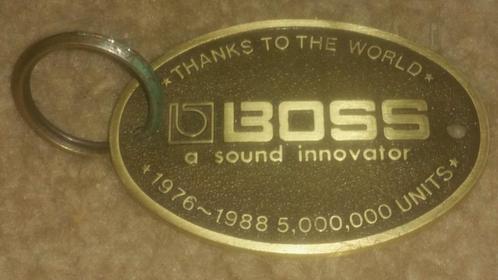 ★THANKS TO THE WORLD★
BOSS
a sound innovator
★1976~1988 5,000,000 UNITS★